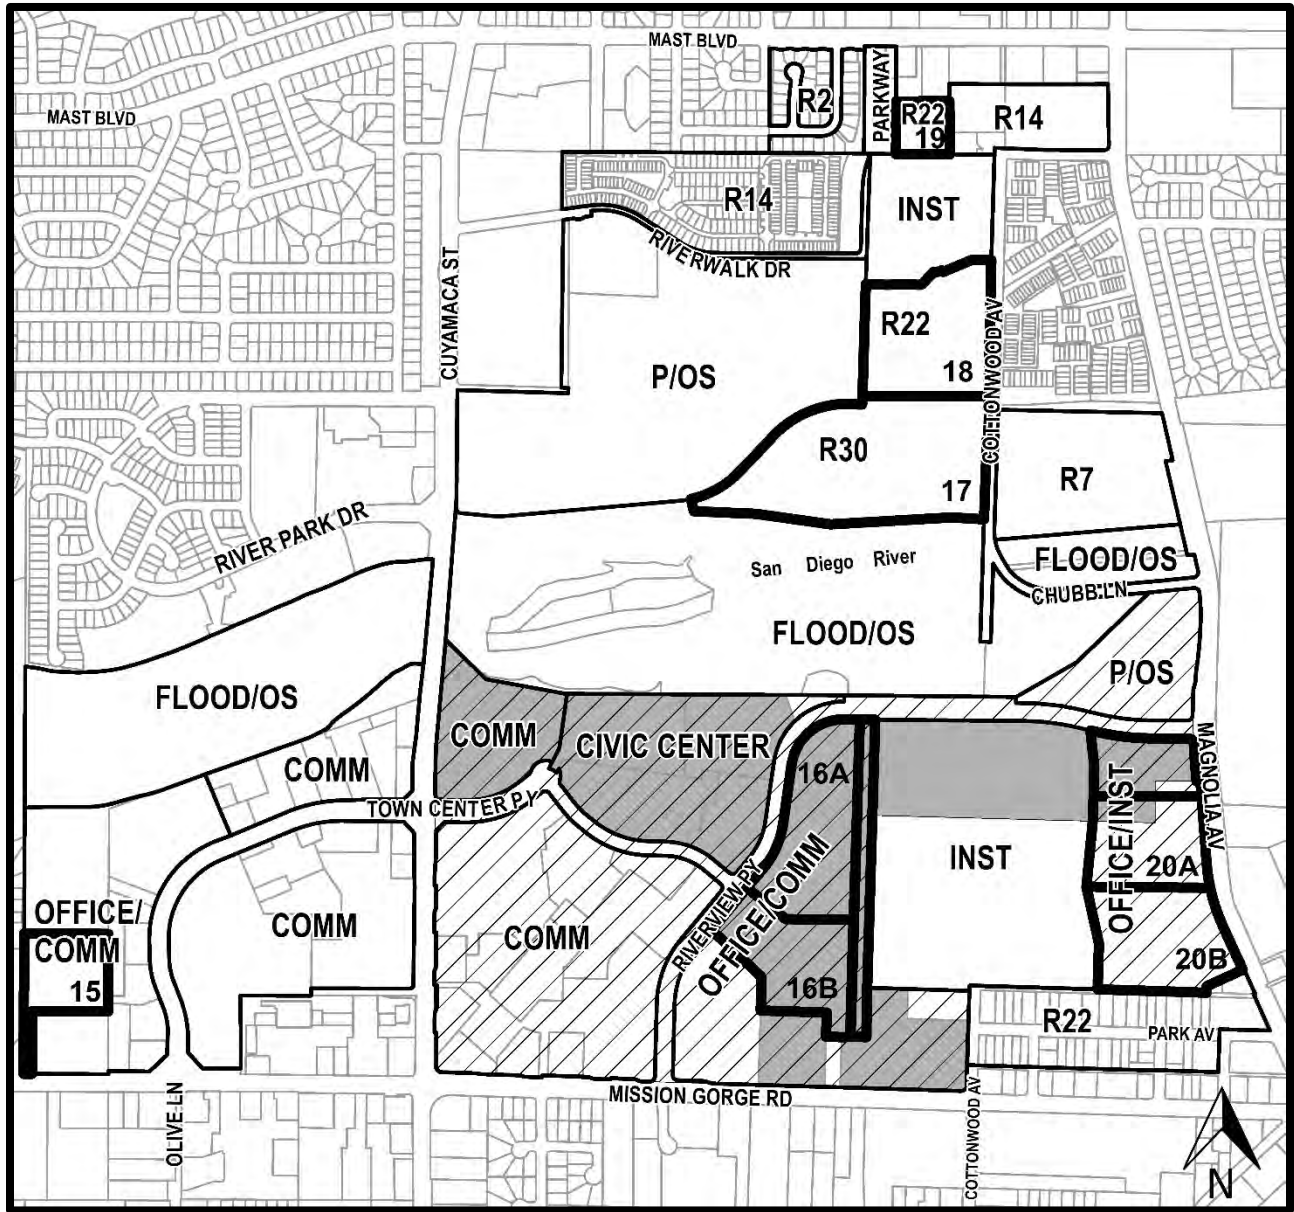 MAST BLVD
MAST BLVD
R2
PARKWAY
R22
19
R14
R14
INST
RIVERWALK DR
CUYAMACA ST
R22
18
COTTONWOOD AV
P/OS
R30
17
R7
RIVER PARK DR
San Diego River
FLOOD/OS
CHUBB LN
FLOOD/OS
P/OS
FLOOD/OS
COMM
CIVIC CENTER
COMM
16A
MAGNOLIA AV
TOWN CENTER PY
OFFICE/INST
INST
20A
RIVERVIEW PY
OFFICE/COMM
OFFICE/
COMM
15
COMM
COMM
16B
20B
R22
PARK AV
MISSION GORGE RD
OLIVE LN
COTTONWOOD AV
N